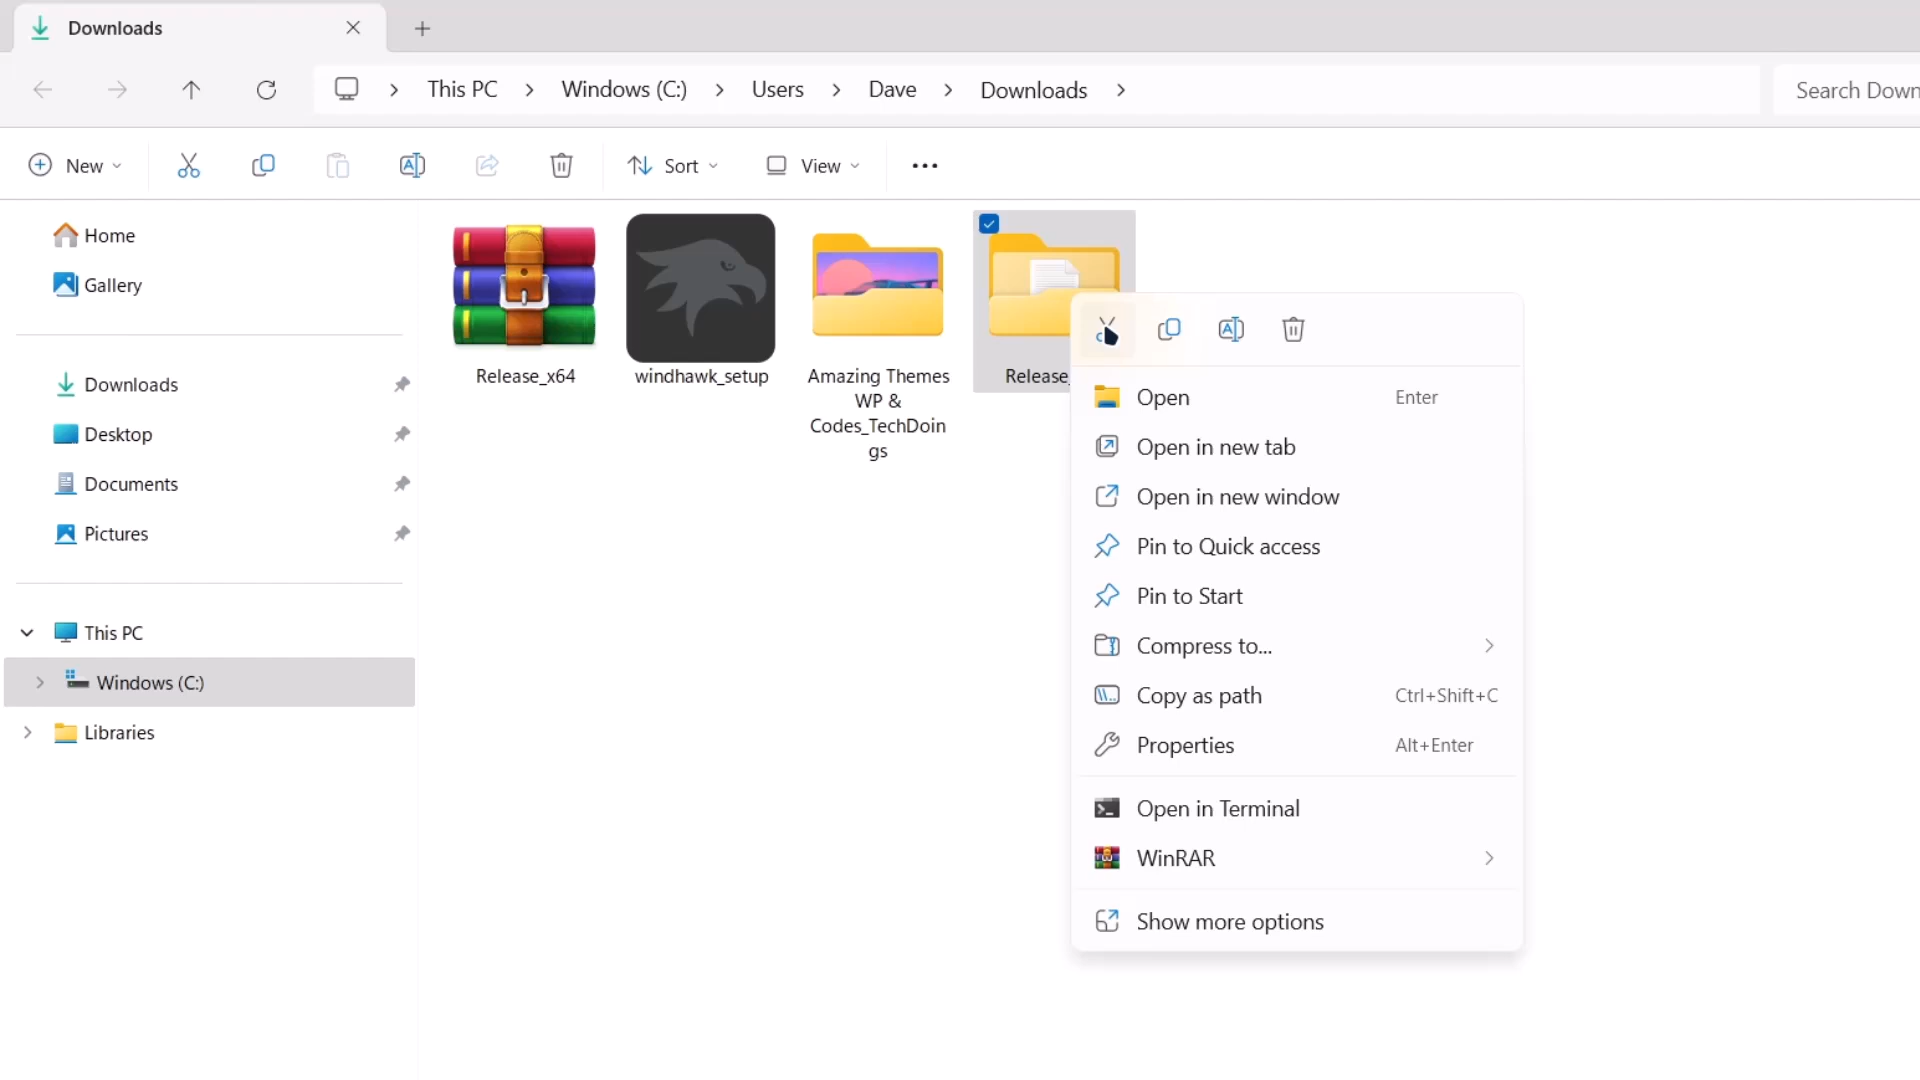 Downloads
This PC
Windows (C:)
Users
Dave
Downloads
Search Down
New
Sort
View
Home
Gallery
Downloads
Desktop
Documents
Pictures
This PC
Windows (C:)
Libraries
Release_x64
windhawk_setup
Amazing Themes
WP &
Codes_TechDoin
gs
Release_
Open Enter
Open in new tab
Open in new window
Pin to Quick access
Pin to Start
Compress to...
Copy as path Ctrl+Shift+C
Properties Alt+Enter
Open in Terminal
WinRAR
Show more options